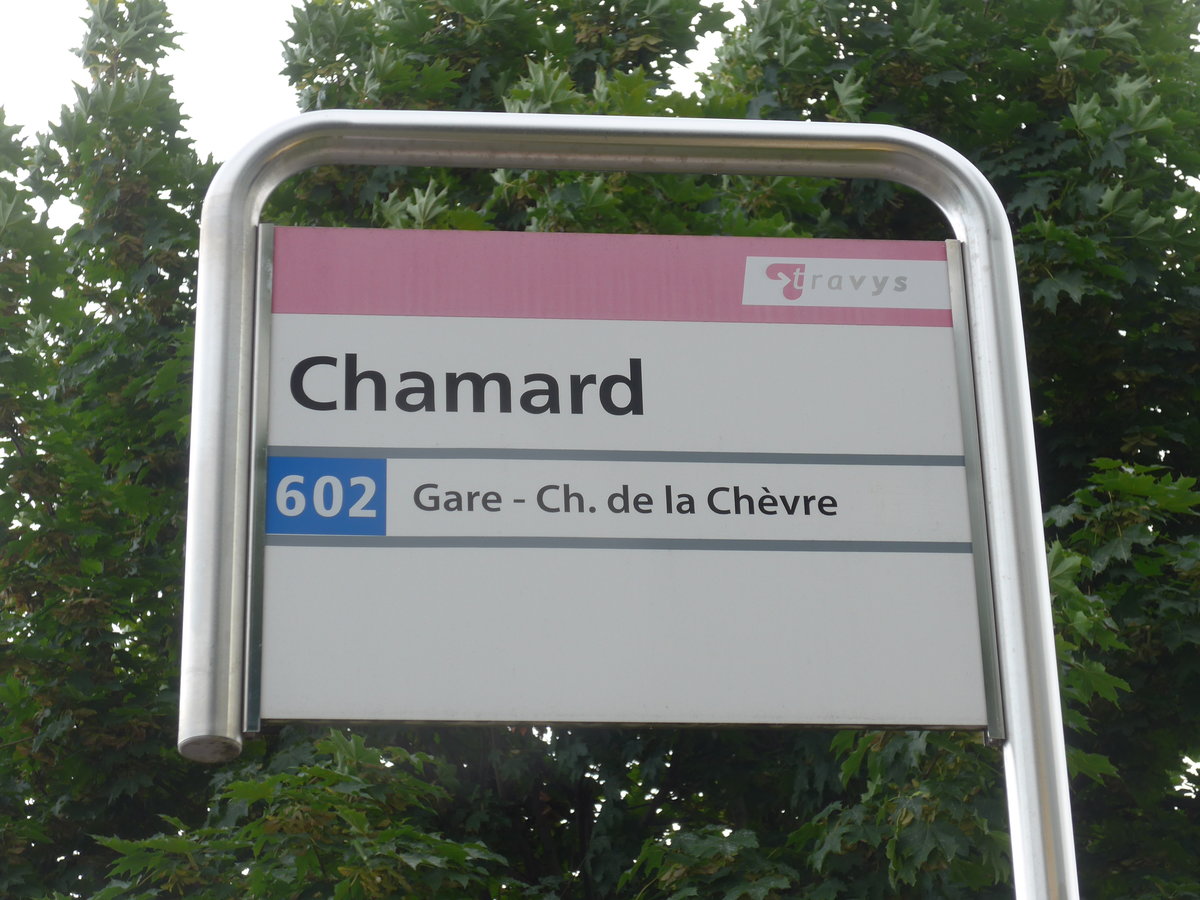 travys
Chamard
602 Gare - Ch. de la Chèvre